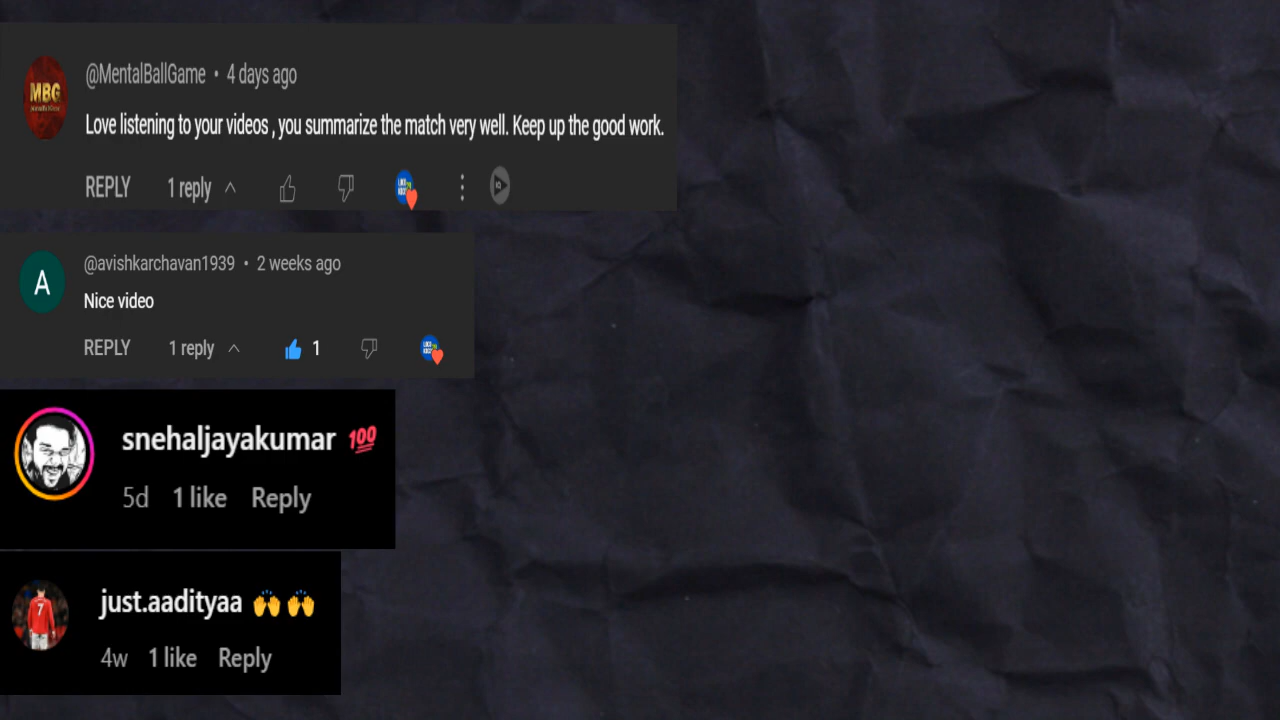 MBG
@MentalBallGame • 4 days ago
Love listening to your videos , you summarize the match very well. Keep up the good work.
REPLY 1 reply
A
@avishkarchavan1939 • 2 weeks ago
Nice video
REPLY 1 reply 1
snehaljayakumar 💯
5d 1 like Reply
7
just.aadityaa 🙌 🙌
4w 1 like Reply